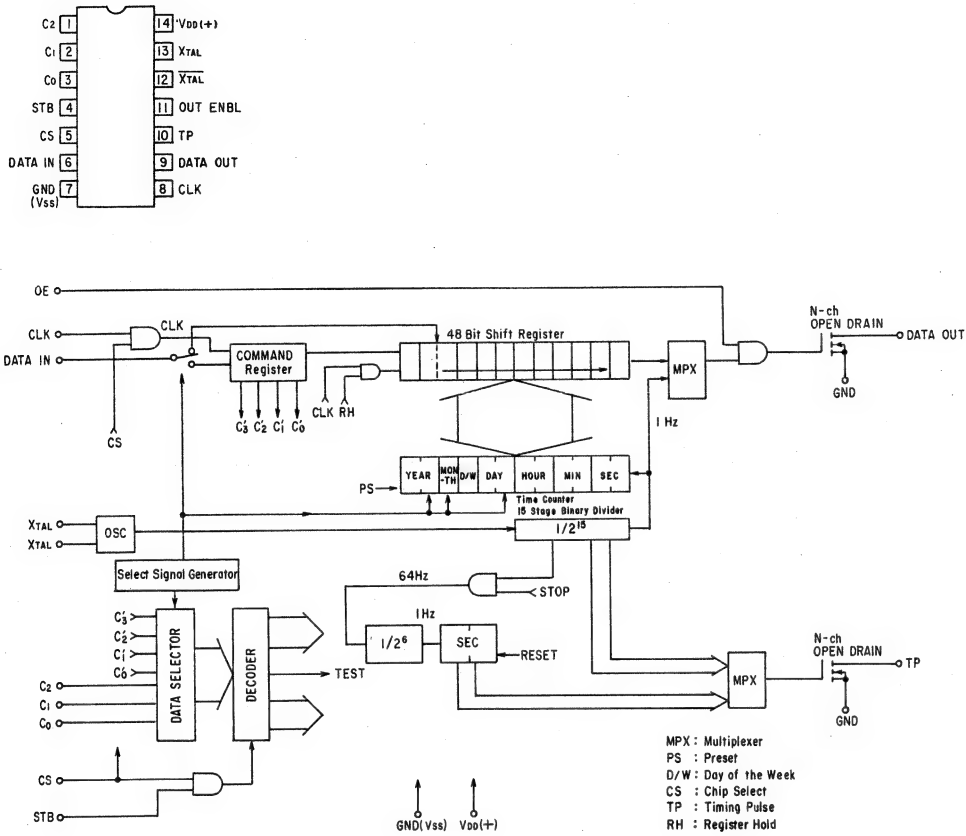 C2 1
14 VDD(+)
C1 2
13 XTAL
C0 3
12 XTAL
STB 4
11 OUT ENBL
CS 5
10 TP
DATA IN 6
9 DATA OUT
GND (Vss) 7
8 CLK
OE
N-ch
OPEN DRAIN
DATA OUT
GND
CLK
CLK
DATA IN
CS
COMMAND
Register
C'3 C'2 C'1 C'0
48 Bit Shift Register
CLK RH
MPX
1 Hz
PS
YEAR
MON
-TH
D/W
DAY
HOUR
MIN
SEC
Time Counter
15 Stage Binary Divider
1/2^15
XTAL
XTAL
OSC
Select Signal Generator
64Hz
STOP
1Hz
1/2^6
SEC
RESET
C'3
C'2
C'1
C'0
C2
C1
C0
DATA SELECTOR
DECODER
TEST
MPX
N-ch
OPEN DRAIN
TP
GND
CS
STB
GND(Vss)
VDD(+)
MPX : Multiplexer
PS : Preset
D/W : Day of the Week
CS : Chip Select
TP : Timing Pulse
RH : Register Hold